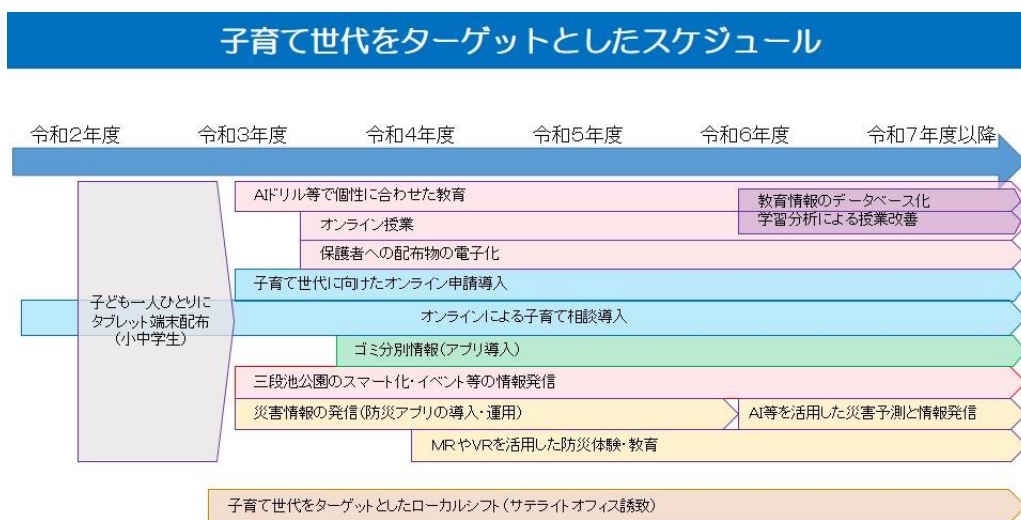 子育て世代をターゲットとしたスケジュール
令和2年度
令和3年度
令和4年度
令和5年度
令和6年度
令和7年度以降
子ども一人ひとりに
タブレット端末配布
(小中学生)
AIドリル等で個性に合わせた教育
教育情報のデータベース化
学習分析による授業改善
オンライン授業
保護者への配布物の電子化
子育て世代に向けたオンライン申請導入
オンラインによる子育て相談導入
ゴミ分別情報(アプリ導入)
三段池公園のスマート化・イベント等の情報発信
災害情報の発信(防災アプリの導入・運用)
AI等を活用した災害予測と情報発信
MRやVRを活用した防災体験・教育
子育て世代をターゲットとしたローカルシフト(サテライトオフィス誘致)